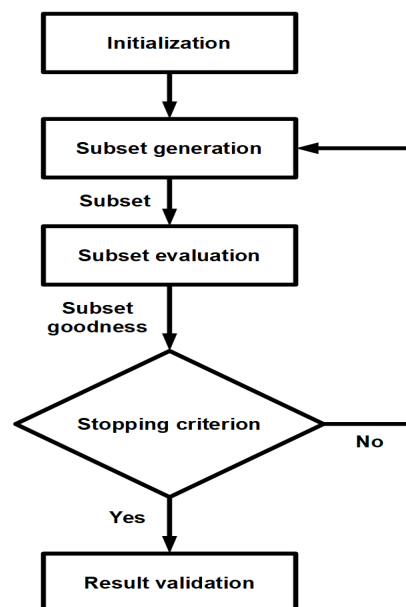 Initialization
Subset generation
Subset
Subset evaluation
Subset
goodness
Stopping criterion
No
Yes
Result validation